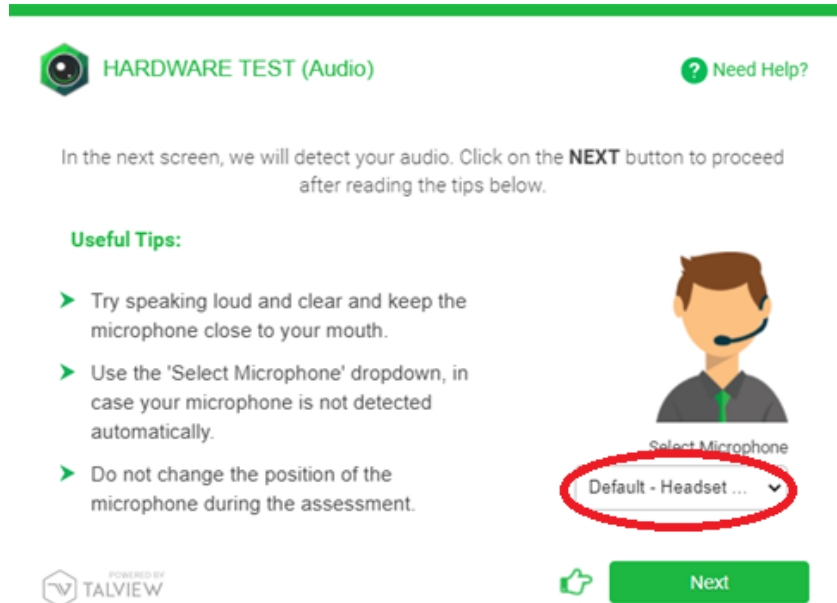 HARDWARE TEST (Audio)
? Need Help?
In the next screen, we will detect your audio. Click on the NEXT button to proceed
after reading the tips below.
Useful Tips:
Try speaking loud and clear and keep the
microphone close to your mouth.
Use the 'Select Microphone' dropdown, in
case your microphone is not detected
automatically.
Do not change the position of the
microphone during the assessment.
Select Microphone
Default - Headset ...
POWERED BY
TALVIEW
Next